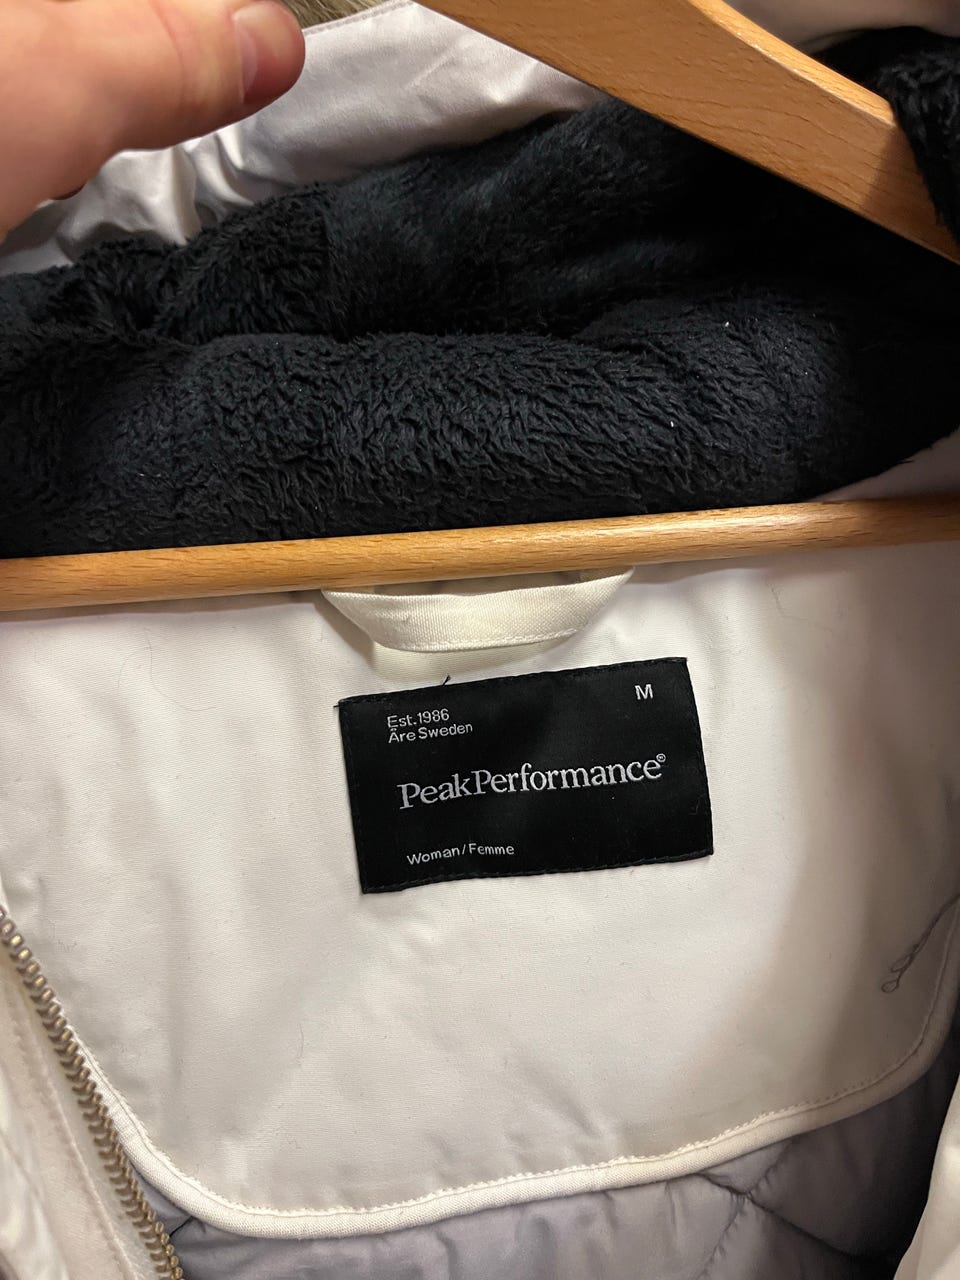 M
Est.1986
Åre Sweden
PeakPerformance®
Woman/Femme